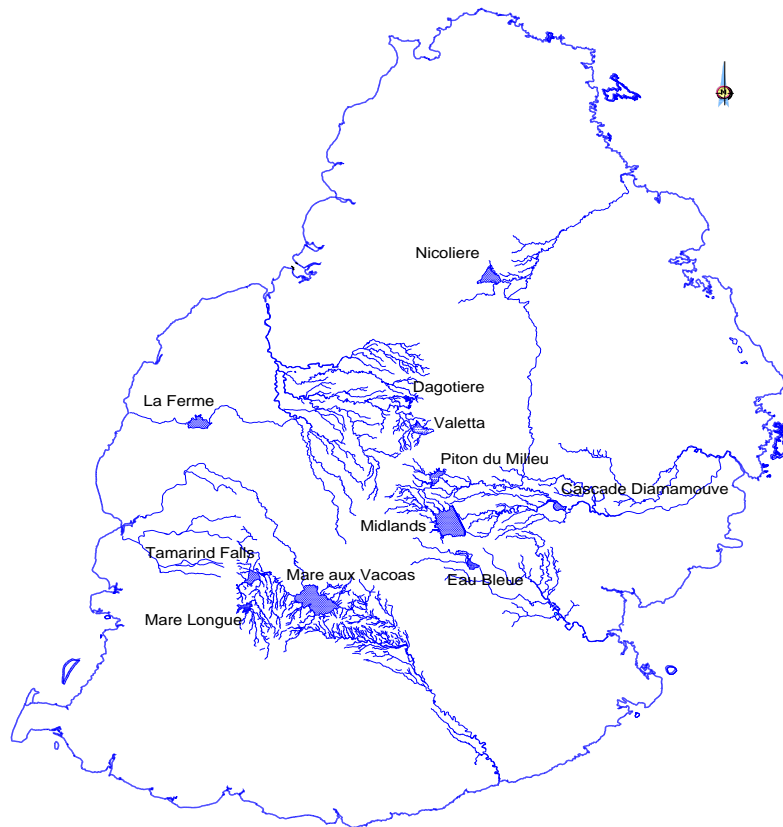 Nicoliere
Dagotiere
La Ferme
Valetta
Piton du Milieu
Cascade Diamamouve
Midlands
Tamarind Falls
Mare aux Vacoas
Eau Bleue
Mare Longue